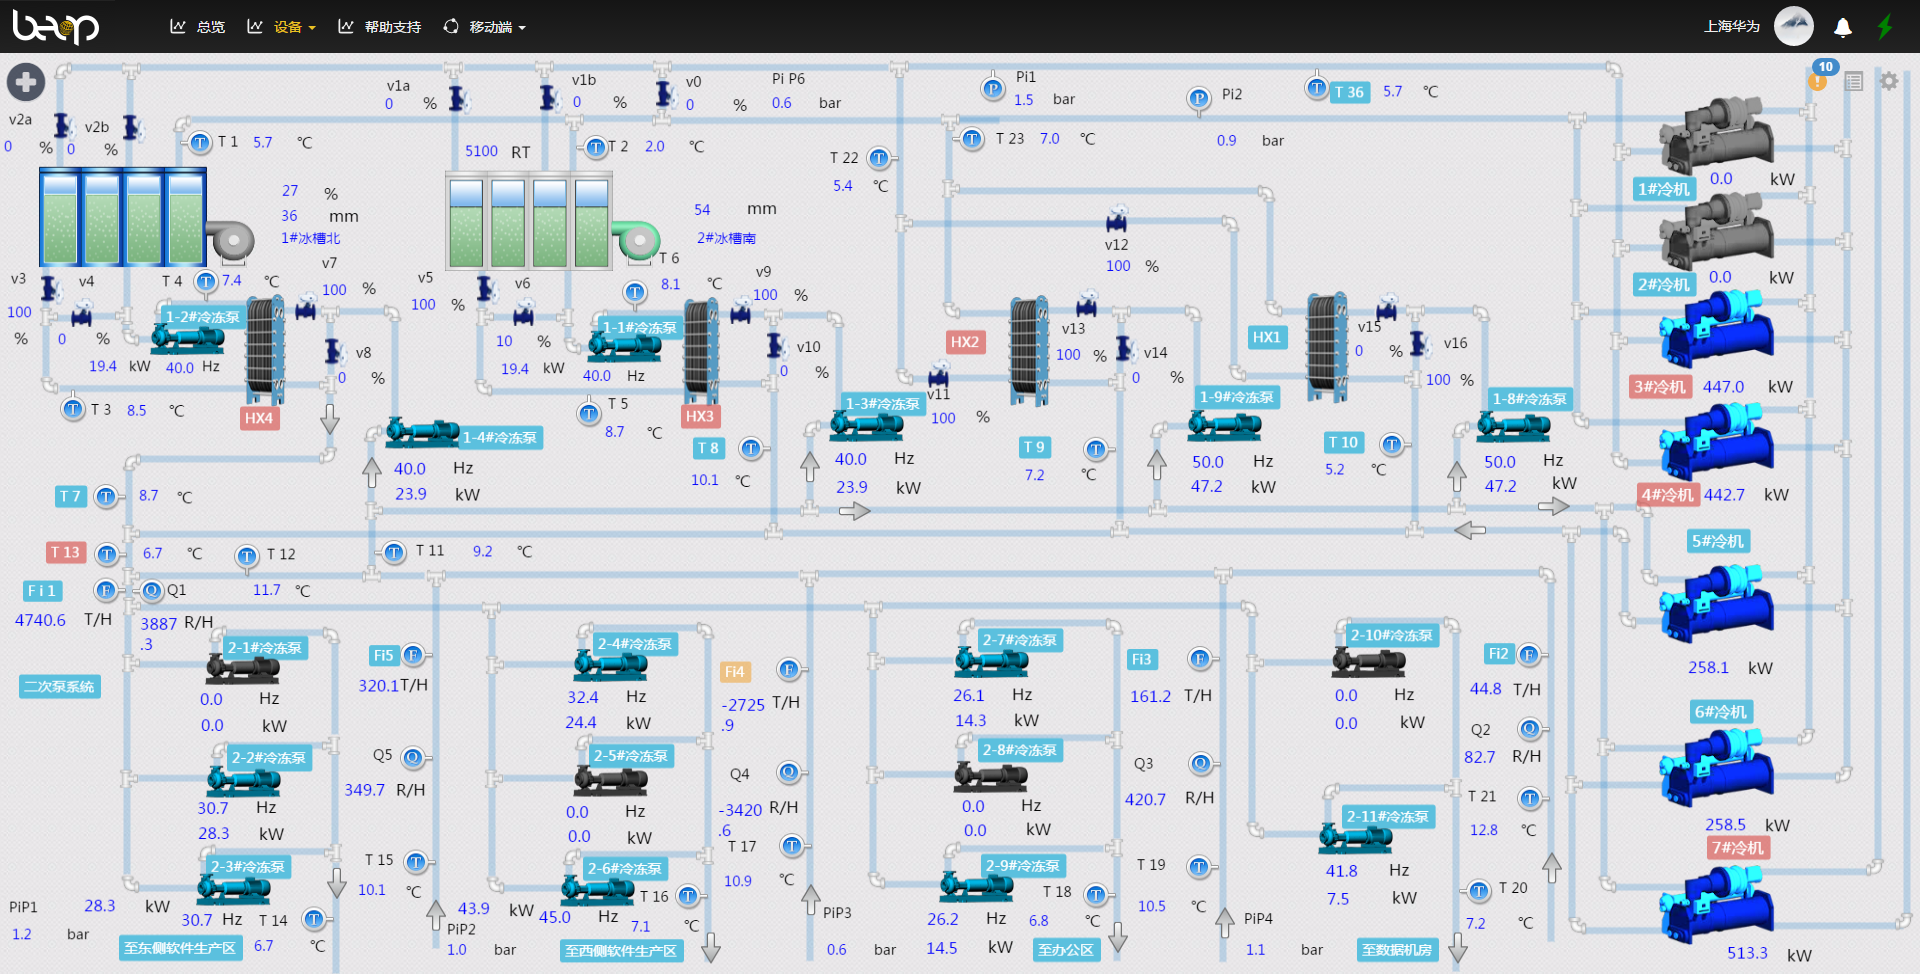 beop
总览
设备
帮助支持
移动端
上海华为
10
v2a
0 %
v2b
0 %
T 1 5.7 ℃
v1a
0 %
v1b
0 %
v0
0 %
Pi P6
0.6 bar
Pi1
1.5 bar
Pi2
0.9 bar
T 36 5.7 ℃
5100 RT
T 2 2.0 ℃
T 22
5.4 ℃
T 23 7.0 ℃
27 %
36 mm
1#冰槽北
54 mm
2#冰槽南
v3
100
%
v4
0 %
T 4 7.4 ℃
v7
100 %
v5
100 %
v6
10 %
T 6
8.1 ℃
v9
100 %
v12
100 %
1-2#冷冻泵
19.4 kW
40.0 Hz
v8
0 %
1-1#冷冻泵
19.4 kW
40.0 Hz
v10
0 %
HX2
v13
100 %
v14
0 %
HX1
v15
0 %
v16
100 %
T 3 8.5 ℃
HX4
T 5
8.7 ℃
HX3
1-3#冷冻泵
v11
100 %
1-9#冷冻泵
1-8#冷冻泵
1-4#冷冻泵
40.0 Hz
23.9 kW
T 8
10.1 ℃
40.0 Hz
23.9 kW
T 9
7.2 ℃
50.0 Hz
47.2 kW
T 10
5.2 ℃
50.0 Hz
47.2 kW
1#冷机 0.0 kW
2#冷机 0.0 kW
3#冷机 447.0 kW
4#冷机 442.7 kW
5#冷机
258.1 kW
6#冷机
258.5 kW
7#冷机
513.3 kW
T 7 8.7 ℃
T 13 6.7 ℃
T 12
11.7 ℃
T 11 9.2 ℃
Fi 1
4740.6 T/H
Q1
3887 R/H
.3
二次泵系统
2-1#冷冻泵
0.0 Hz
0.0 kW
2-2#冷冻泵
30.7 Hz
28.3 kW
2-3#冷冻泵
28.3 kW
30.7 Hz
PiP1
1.2 bar
T 14
6.7 ℃
至东侧软件生产区
Fi5
320.1 T/H
Q5
349.7 R/H
T 15
10.1 ℃
2-4#冷冻泵
32.4 Hz
24.4 kW
2-5#冷冻泵
0.0 Hz
0.0 kW
2-6#冷冻泵
43.9 kW
45.0 Hz
PiP2
1.0 bar
T 16
7.1 ℃
至西侧软件生产区
Fi4
-2725 T/H
.9
Q4
-3420 R/H
.6
T 17
10.9 ℃
PiP3
0.6 bar
2-7#冷冻泵
26.1 Hz
14.3 kW
2-8#冷冻泵
0.0 Hz
0.0 kW
2-9#冷冻泵
26.2 Hz
14.5 kW
T 18
6.8 ℃
至办公区
Fi3
161.2 T/H
Q3
420.7 R/H
T 19
10.5 ℃
PiP4
1.1 bar
2-10#冷冻泵
0.0 Hz
0.0 kW
2-11#冷冻泵
41.8 Hz
7.5 kW
至数据机房
Fi2
44.8 T/H
Q2
82.7 R/H
T 21
12.8 ℃
T 20
7.2 ℃